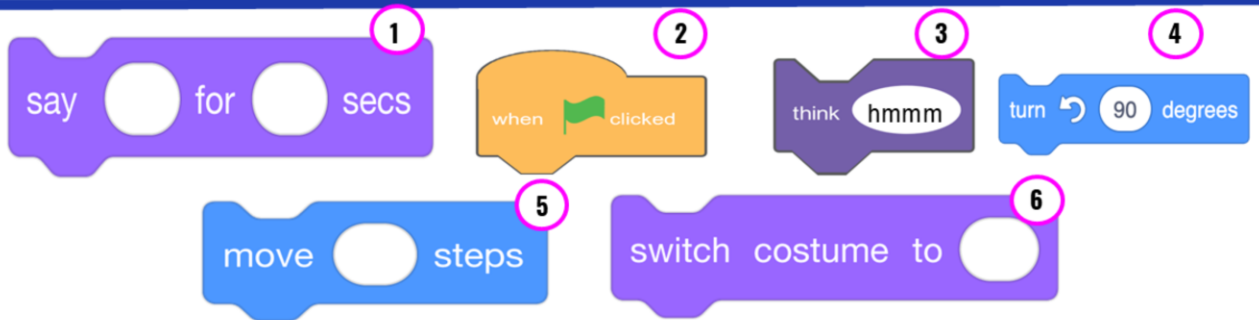 1
say for secs
2
when clicked
3
think hmmm
4
turn 90 degrees
5
move steps
6
switch costume to